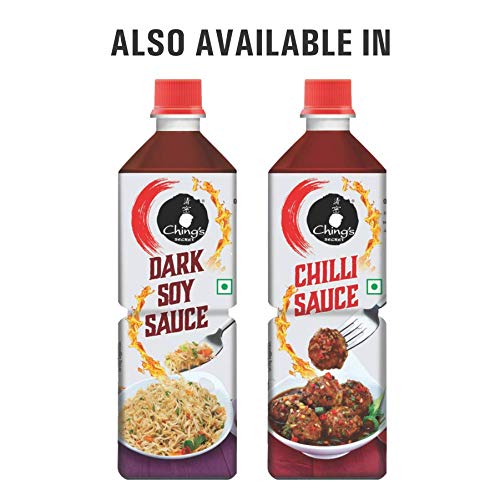 ALSO AVAILABLE IN
Ching's
SECRET
DARK
SOY
SAUCE
Ching's
SECRET
CHILLI
SAUCE